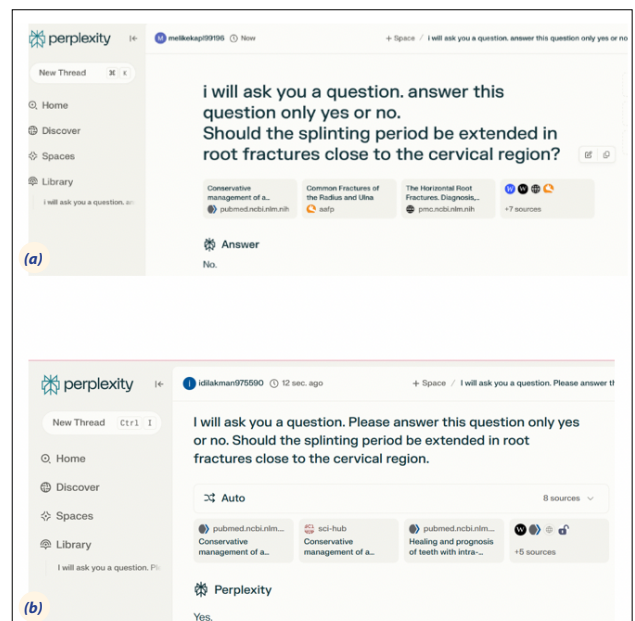 perplexity
melikekapl99196 Now
+ Space / i will ask you a question. answer this question only yes or no
New Thread ⌘ K
Home
Discover
Spaces
Library
i will ask you a question. an
i will ask you a question. answer this
question only yes or no.
Should the splinting period be extended in
root fractures close to the cervical region?
Conservative
management of a...
pubmed.ncbi.nlm.nih
Common Fractures of
the Radius and Ulna
aafp
The Horizontal Root
Fractures. Diagnosis,...
pmc.ncbi.nlm.nih
+7 sources
Answer
No.
(a)
perplexity
idilakman975590 12 sec. ago
+ Space / I will ask you a question. Please answer th
New Thread Ctrl I
Home
Discover
Spaces
Library
I will ask you a question. Pl
I will ask you a question. Please answer this question only yes
or no. Should the splinting period be extended in root
fractures close to the cervical region.
Auto
8 sources
pubmed.ncbi.nlm...
Conservative
management of a...
sci-hub
Conservative
management of a...
pubmed.ncbi.nlm...
Healing and prognosis
of teeth with intra-...
+5 sources
Perplexity
Yes.
(b)